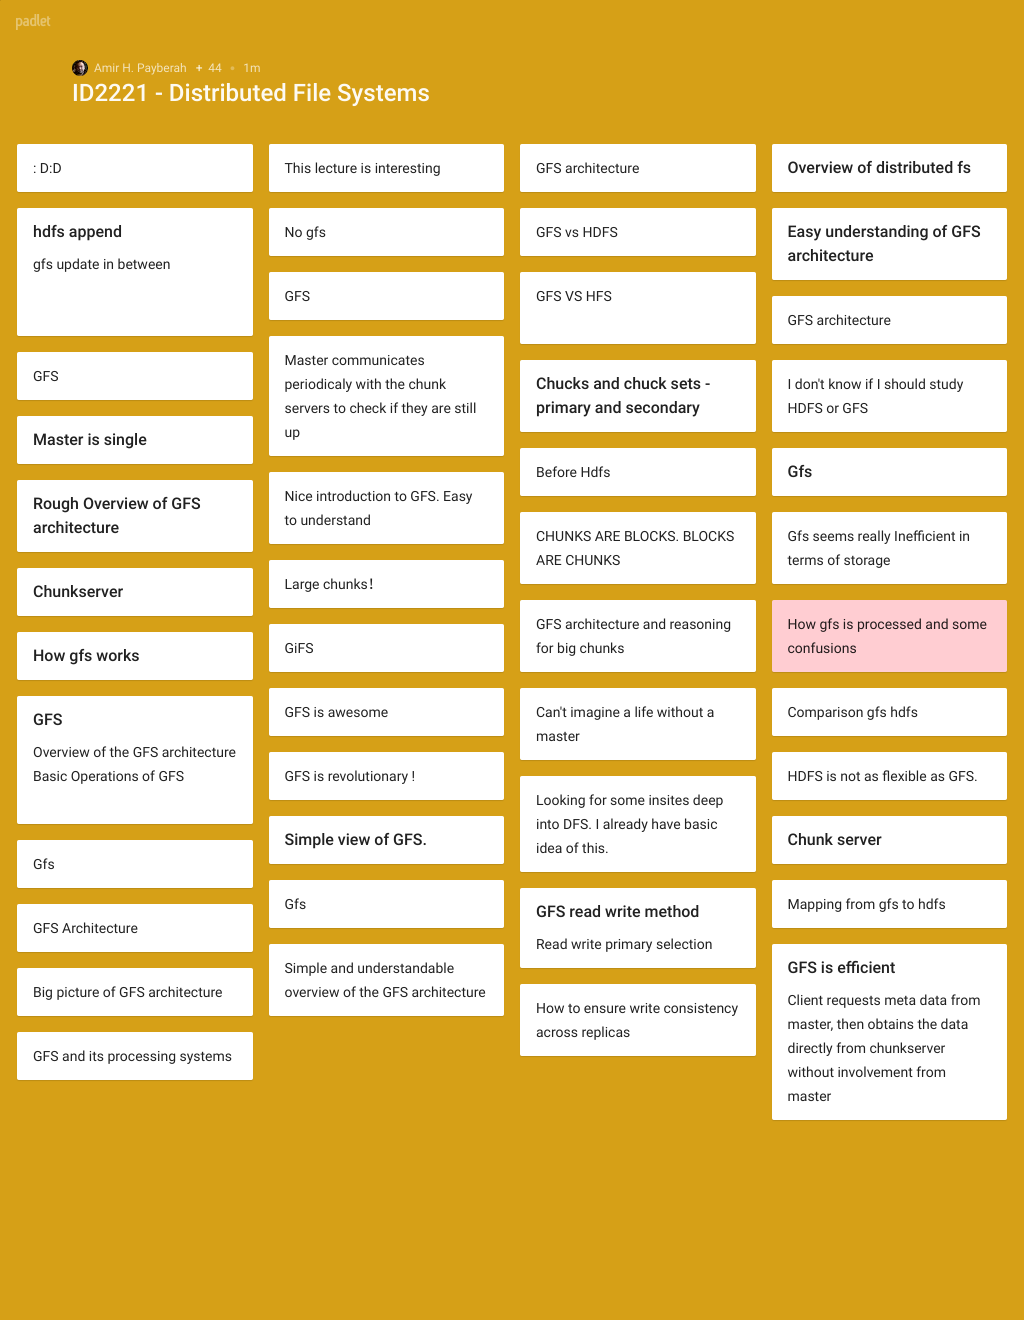 padlet
Amir H. Payberah + 44 • 1m
ID2221 - Distributed File Systems
: D:D
hdfs append
gfs update in between
GFS
Master is single
Rough Overview of GFS
architecture
Chunkserver
How gfs works
GFS
Overview of the GFS architecture
Basic Operations of GFS
Gfs
GFS Architecture
Big picture of GFS architecture
GFS and its processing systems
This lecture is interesting
No gfs
GFS
Master communicates
periodicaly with the chunk
servers to check if they are still
up
Nice introduction to GFS. Easy
to understand
Large chunks！
GiFS
GFS is awesome
GFS is revolutionary !
Simple view of GFS.
Gfs
Simple and understandable
overview of the GFS architecture
GFS architecture
GFS vs HDFS
GFS VS HFS
Chucks and chuck sets -
primary and secondary
Before Hdfs
CHUNKS ARE BLOCKS. BLOCKS
ARE CHUNKS
GFS architecture and reasoning
for big chunks
Can't imagine a life without a
master
Looking for some insites deep
into DFS. I already have basic
idea of this.
GFS read write method
Read write primary selection
How to ensure write consistency
across replicas
Overview of distributed fs
Easy understanding of GFS
architecture
GFS architecture
I don't know if I should study
HDFS or GFS
Gfs
Gfs seems really Inefficient in
terms of storage
How gfs is processed and some
confusions
Comparison gfs hdfs
HDFS is not as flexible as GFS.
Chunk server
Mapping from gfs to hdfs
GFS is efficient
Client requests meta data from
master, then obtains the data
directly from chunkserver
without involvement from
master